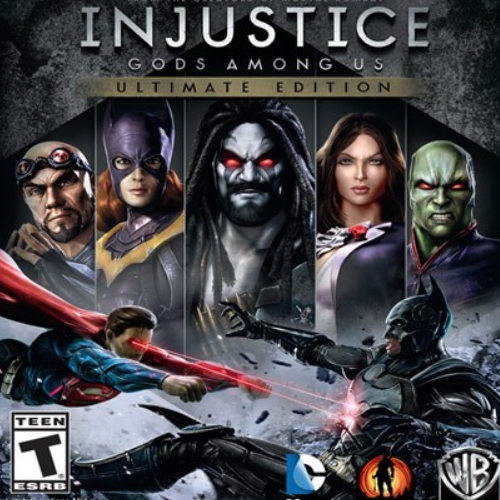 INJUSTICE
GODS AMONG US
ULTIMATE EDITION
TEEN
T
ESRB
DC
WB